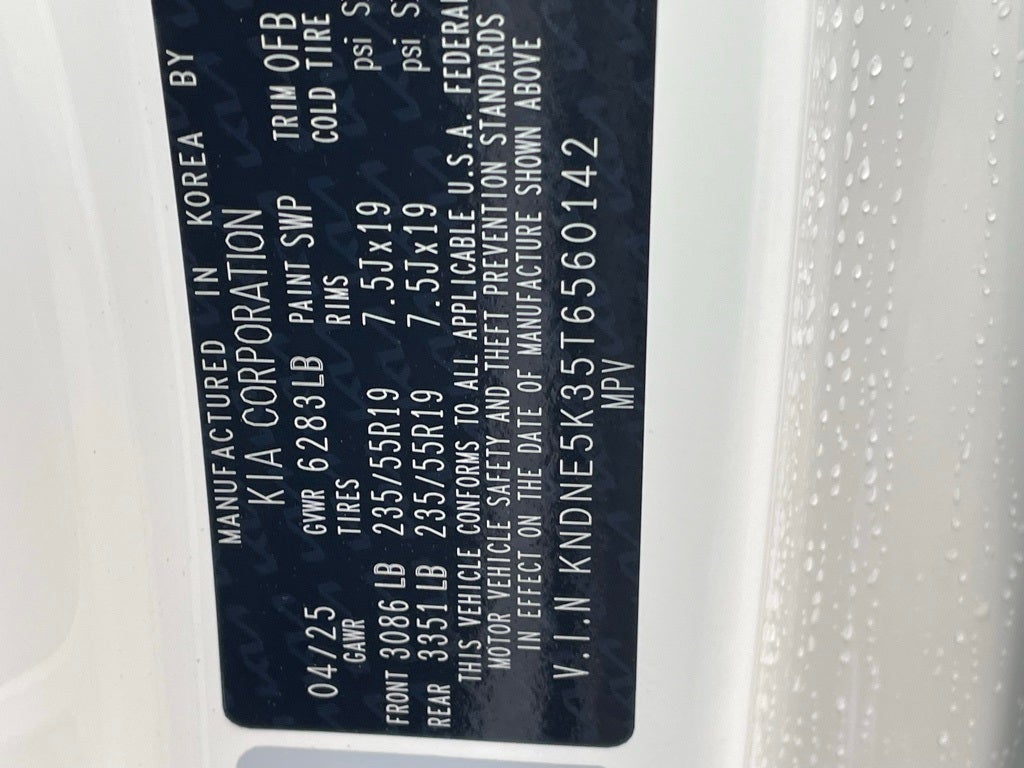 MANUFACTURED IN KOREA BY
KIA CORPORATION
04/25 GVWR 6283LB PAINT SWP TRIM OFB
GAWR TIRES RIMS COLD TIRE
FRONT 3086 LB 235/55R19 7.5Jx19 psi
REAR 3351 LB 235/55R19 7.5Jx19 psi
THIS VEHICLE CONFORMS TO ALL APPLICABLE U.S.A. FEDERAL
MOTOR VEHICLE SAFETY AND THEFT PREVENTION STANDARDS
IN EFFECT ON THE DATE OF MANUFACTURE SHOWN ABOVE
V.I.N KNDNE5K35T6560142
MPV